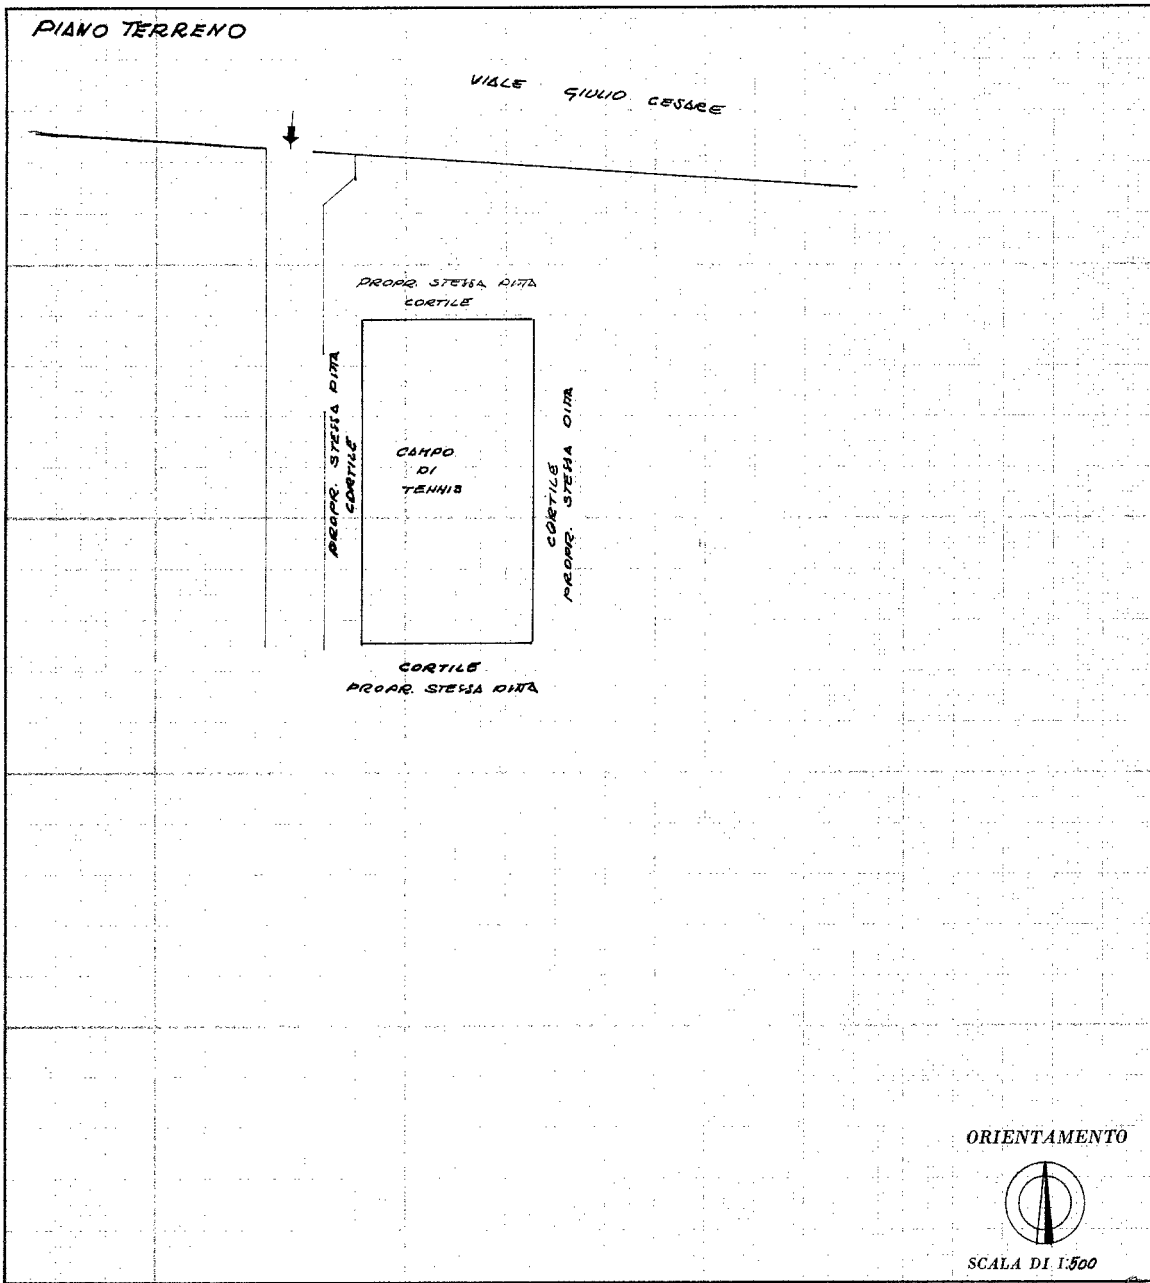 PIANO TERRENO
VIALE GIULIO CESARE
PROPR. STESSA DITTA
CORTILE
PROPR. STESSA DITTA
CORTILE
CAMPO
DI
TENNIS
CORTILE
PROPR. STESSA DITTA
CORTILE
PROPR. STESSA DITTA
ORIENTAMENTO
SCALA DI 1:500